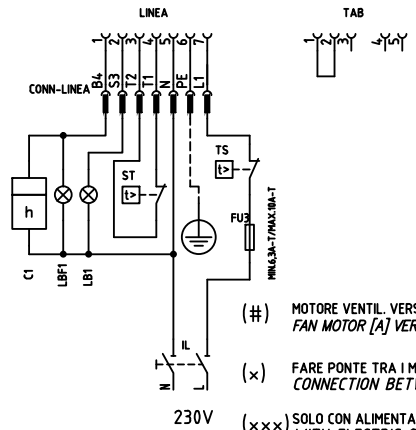 LINEA
TAB
1 2 3 4 5 6 7
1 2 3 4 5
CONN-LINEA
B4 S3 T2 T1 N PE L1
TS
t>
ST
t>
h
FU3
MIN.6,3A-T/MAX.10A-T
C1
LBF1
LB1
(#) MOTORE VENTIL. VERS
FAN MOTOR [A] VER
IL
(x) FARE PONTE TRA I M
CONNECTION BET
N L
230V
(xxx) SOLO CON ALIMENTA